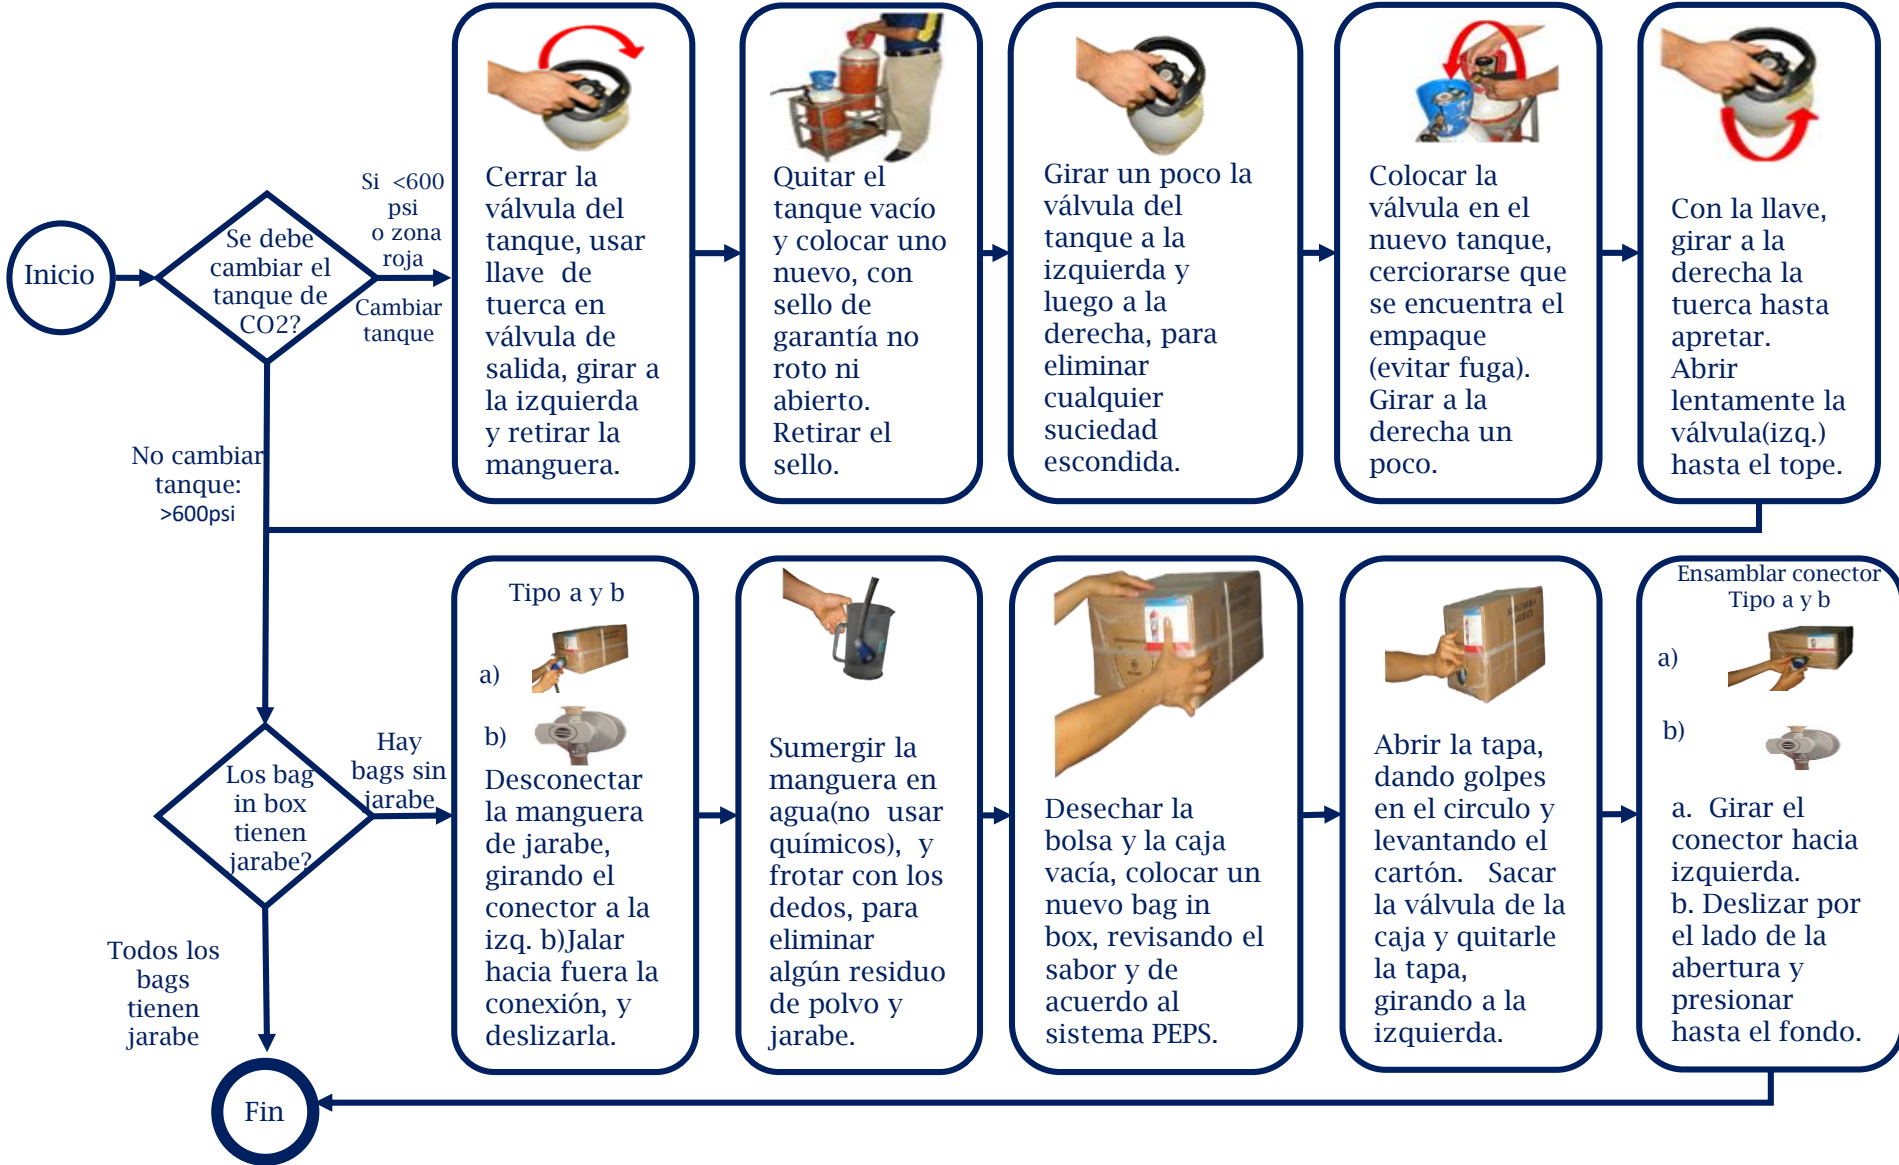 Inicio
Se debe
cambiar el
tanque de
CO2?
Si <600
psi
o zona
roja
Cambiar
tanque
Cerrar la
válvula del
tanque, usar
llave de
tuerca en
válvula de
salida, girar a
la izquierda
y retirar la
manguera.
Quitar el
tanque vacío
y colocar uno
nuevo, con
sello de
garantía no
roto ni
abierto.
Retirar el
sello.
Girar un poco la
válvula del
tanque a la
izquierda y
luego a la
derecha, para
eliminar
cualquier
suciedad
escondida.
Colocar la
válvula en el
nuevo tanque,
cerciorarse que
se encuentra el
empaque
(evitar fuga).
Girar a la
derecha un
poco.
Con la llave,
girar a la
derecha la
tuerca hasta
apretar.
Abrir
lentamente la
válvula(izq.)
hasta el tope.
No cambiar
tanque:
>600psi
Los bag
in box
tienen
jarabe?
Hay
bags sin
jarabe
Tipo a y b
a)
b)
Desconectar
la manguera
de jarabe,
girando el
conector a la
izq. b)Jalar
hacia fuera la
conexión, y
deslizarla.
Sumergir la
manguera en
agua(no usar
químicos), y
frotar con los
dedos, para
eliminar
algún residuo
de polvo y
jarabe.
Desechar la
bolsa y la caja
vacía, colocar un
nuevo bag in
box, revisando el
sabor y de
acuerdo al
sistema PEPS.
Abrir la tapa,
dando golpes
en el circulo y
levantando el
cartón. Sacar
la válvula de la
caja y quitarle
la tapa,
girando a la
izquierda.
Ensamblar conector
Tipo a y b
a)
b)
a. Girar el
conector hacia
izquierda.
b. Deslizar por
el lado de la
abertura y
presionar
hasta el fondo.
Todos los
bags
tienen
jarabe
Fin